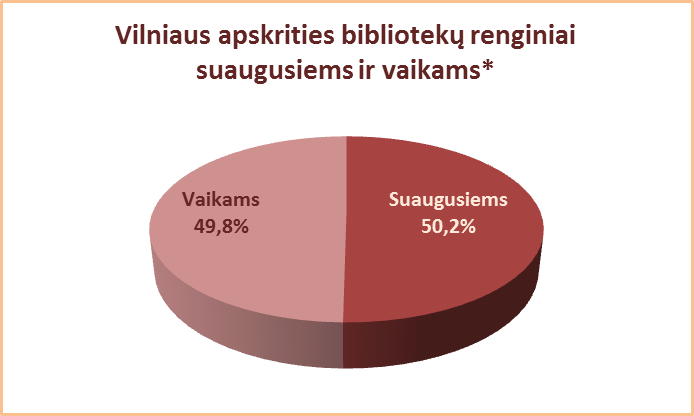 Vilniaus apskrities bibliotekų renginiai
suaugusiems ir vaikams*
Vaikams
49,8%
Suaugusiems
50,2%